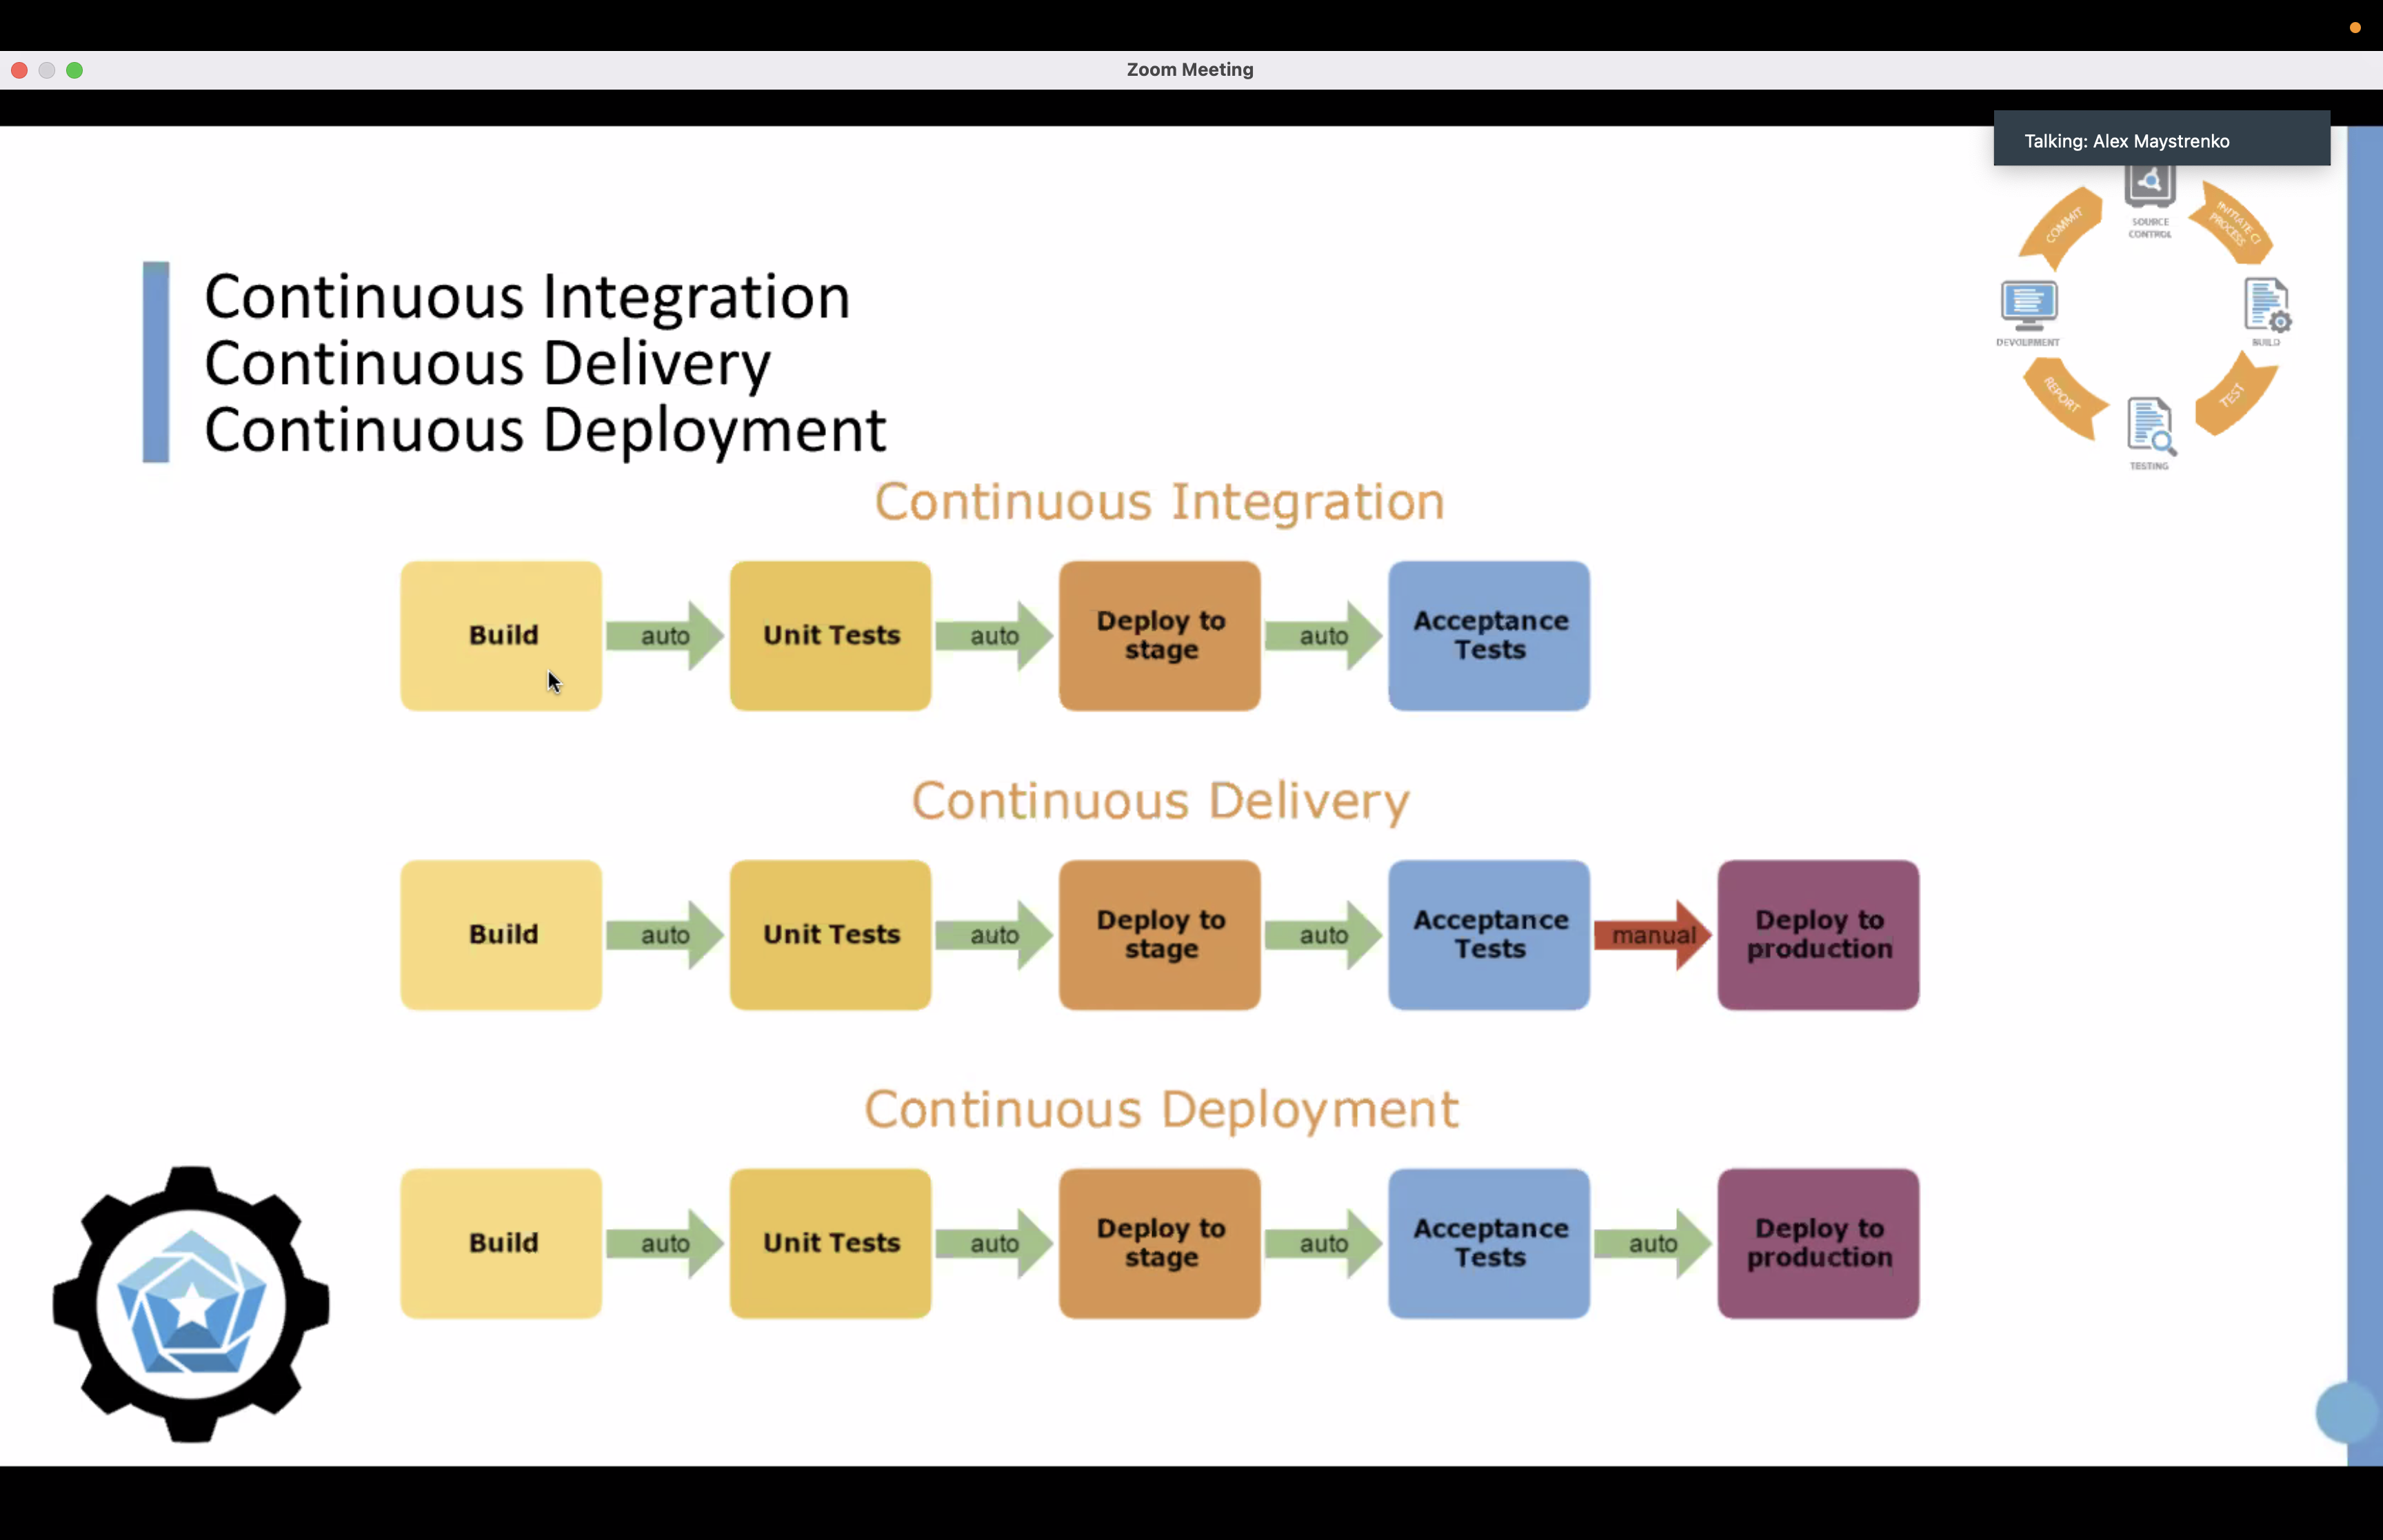 Zoom Meeting
Talking: Alex Maystrenko
SOURCE
CONTROL
COMMIT
INITIATE CI
PROCESS
DEVOLEPMENT
BUILD
REPORT
TEST
TESTING
Continuous Integration
Continuous Delivery
Continuous Deployment
Continuous Integration
Build
auto
Unit Tests
auto
Deploy to
stage
auto
Acceptance
Tests
Continuous Delivery
Build
auto
Unit Tests
auto
Deploy to
stage
auto
Acceptance
Tests
manual
Deploy to
production
Continuous Deployment
Build
auto
Unit Tests
auto
Deploy to
stage
auto
Acceptance
Tests
auto
Deploy to
production